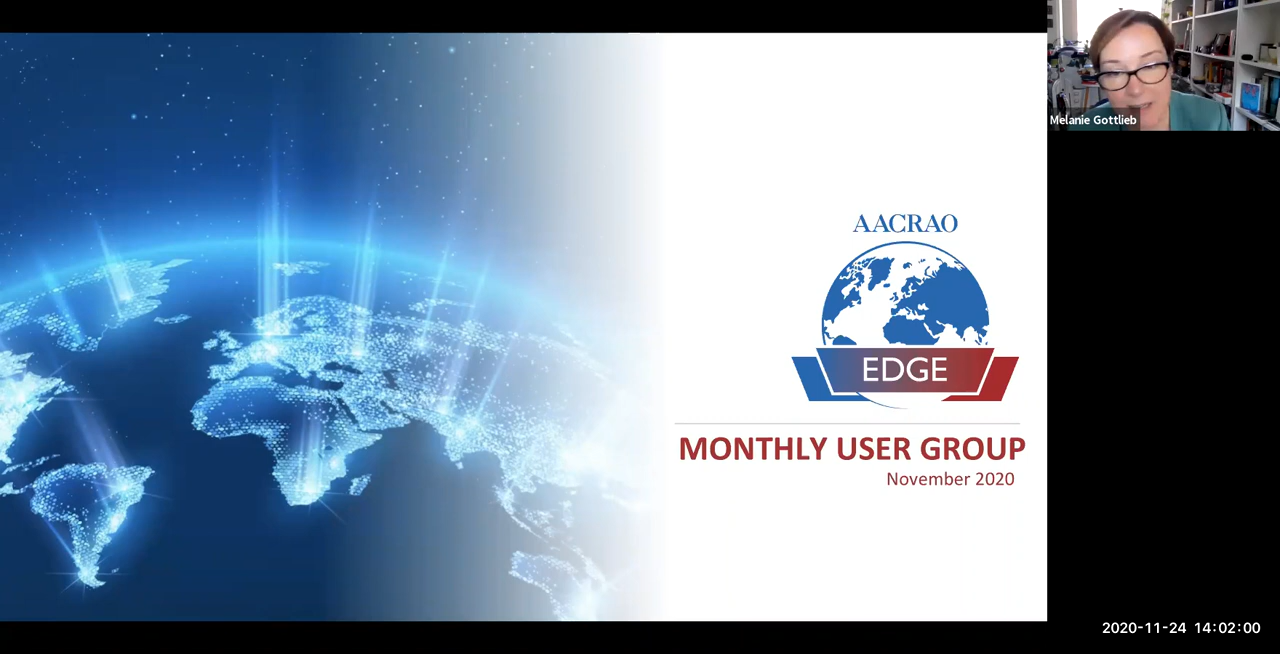 Melanie Gottlieb
AACRAO
EDGE
MONTHLY USER GROUP
November 2020
2020-11-24 14:02:00